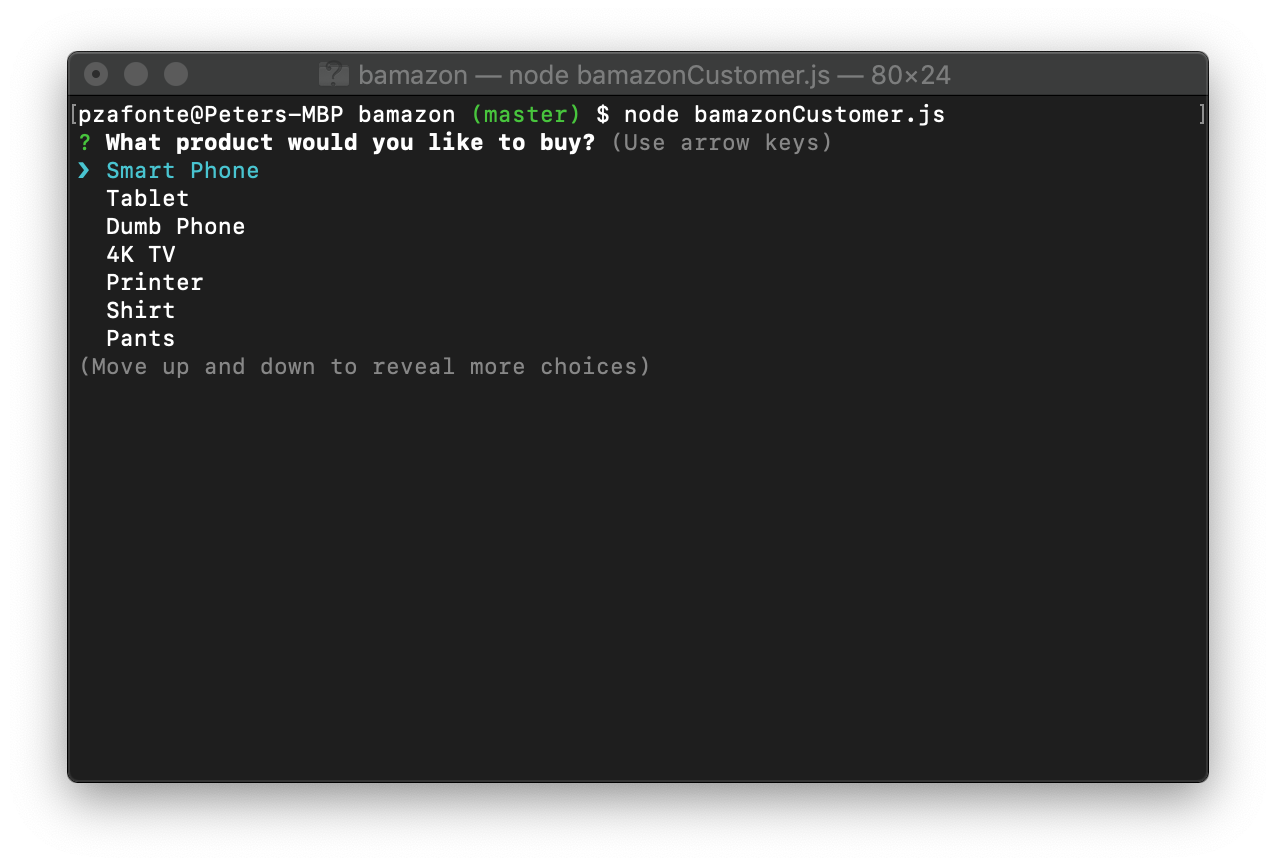 bamazon — node bamazonCustomer.js — 80×24
[pzafonte@Peters-MBP bamazon (master) $ node bamazonCustomer.js ]
? What product would you like to buy? (Use arrow keys)
❯ Smart Phone
Tablet
Dumb Phone
4K TV
Printer
Shirt
Pants
(Move up and down to reveal more choices)